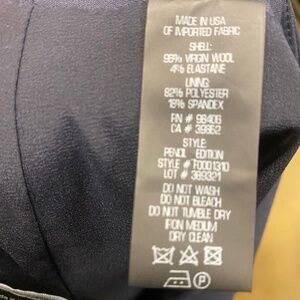 MADE IN USA
OF IMPORTED FABRIC
SHELL:
96% VIRGIN WOOL
4% ELASTANE
LINING:
82% POLYESTER
18% SPANDEX
RN # 98406
CA # 39962
STYLE:
PENCIL EDITION
STYLE # F0001310
LOT # 369321
DO NOT WASH
DO NOT BLEACH
DO NOT TUMBLE DRY
IRON MEDIUM
DRY CLEAN
P